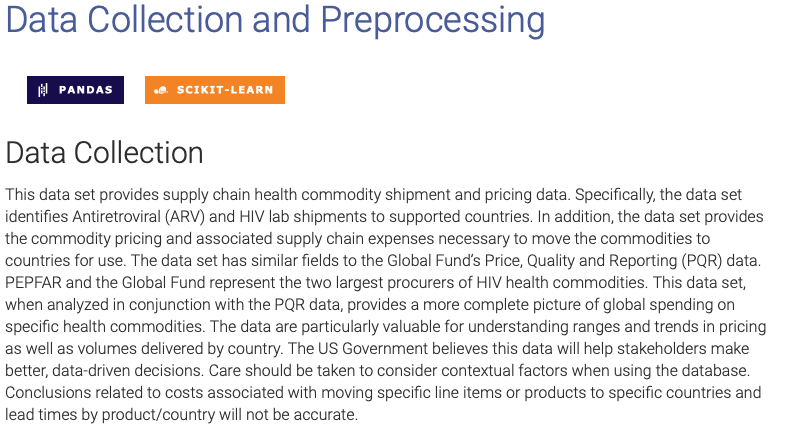 Data Collection and Preprocessing
PANDAS
SCIKIT-LEARN
Data Collection
This data set provides supply chain health commodity shipment and pricing data. Specifically, the data set
identifies Antiretroviral (ARV) and HIV lab shipments to supported countries. In addition, the data set provides
the commodity pricing and associated supply chain expenses necessary to move the commodities to
countries for use. The data set has similar fields to the Global Fund's Price, Quality and Reporting (PQR) data.
PEPFAR and the Global Fund represent the two largest procurers of HIV health commodities. This data set,
when analyzed in conjunction with the PQR data, provides a more complete picture of global spending on
specific health commodities. The data are particularly valuable for understanding ranges and trends in pricing
as well as volumes delivered by country. The US Government believes this data will help stakeholders make
better, data-driven decisions. Care should be taken to consider contextual factors when using the database.
Conclusions related to costs associated with moving specific line items or products to specific countries and
lead times by product/country will not be accurate.